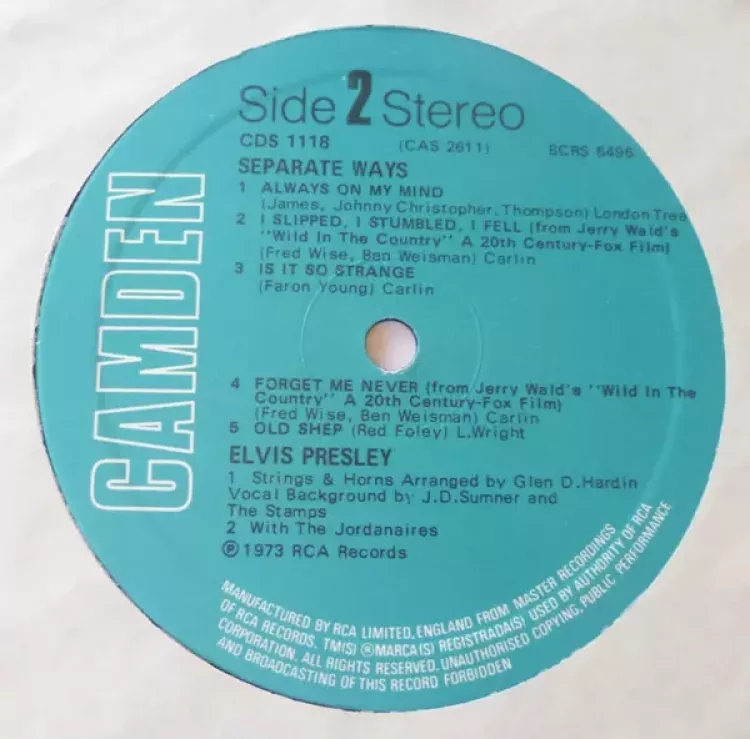 CAMDEN
Side 2 Stereo
CDS 1118 (CAS 2611) BCRS 6496
SEPARATE WAYS
1 ALWAYS ON MY MIND
(James, Johnny Christopher, Thompson) London Tree
2 I SLIPPED, I STUMBLED, I FELL (from Jerry Wald's
"Wild In The Country" A 20th Century-Fox Film)
(Fred Wise, Ben Weisman) Carlin
3 IS IT SO STRANGE
(Faron Young) Carlin
4 FORGET ME NEVER (from Jerry Wald's "Wild In The
Country" A 20th Century-Fox Film)
(Fred Wise, Ben Weisman) Carlin
5 OLD SHEP (Red Foley) L.Wright
ELVIS PRESLEY
1 Strings & Horns Arranged by Glen D.Hardin
Vocal Background by J.D.Sumner and
The Stamps
2 With The Jordanaires
℗ 1973 RCA Records
MANUFACTURED BY RCA LIMITED, ENGLAND FROM MASTER RECORDINGS
OF RCA RECORDS. TM(S) ® MARCA(S) REGISTRADA(S) USED BY AUTHORITY OF RCA
CORPORATION. ALL RIGHTS RESERVED. UNAUTHORISED COPYING, PUBLIC PERFORMANCE
AND BROADCASTING OF THIS RECORD FORBIDDEN